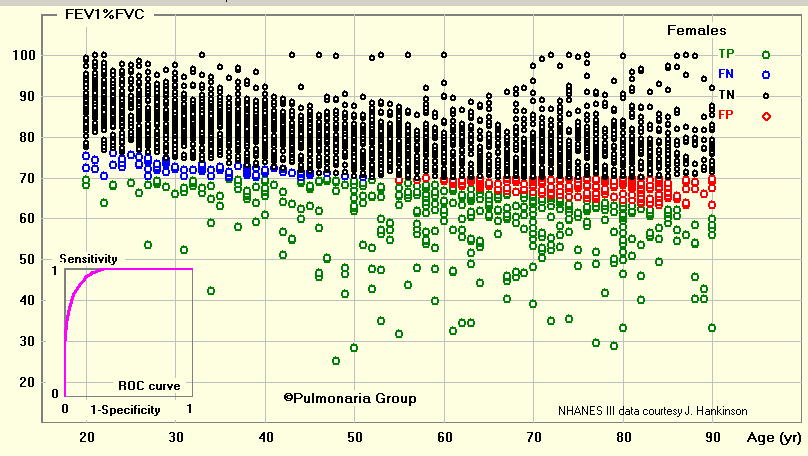 FEV1%FVC
Females
TP
FN
TN
FP
100
90
80
70
60
50
40
30
20
Sensitivity
1
0
ROC curve
0 1-Specificity 1
©Pulmonaria Group
NHANES III data courtesy J. Hankinson
20 30 40 50 60 70 80 90 Age (yr)